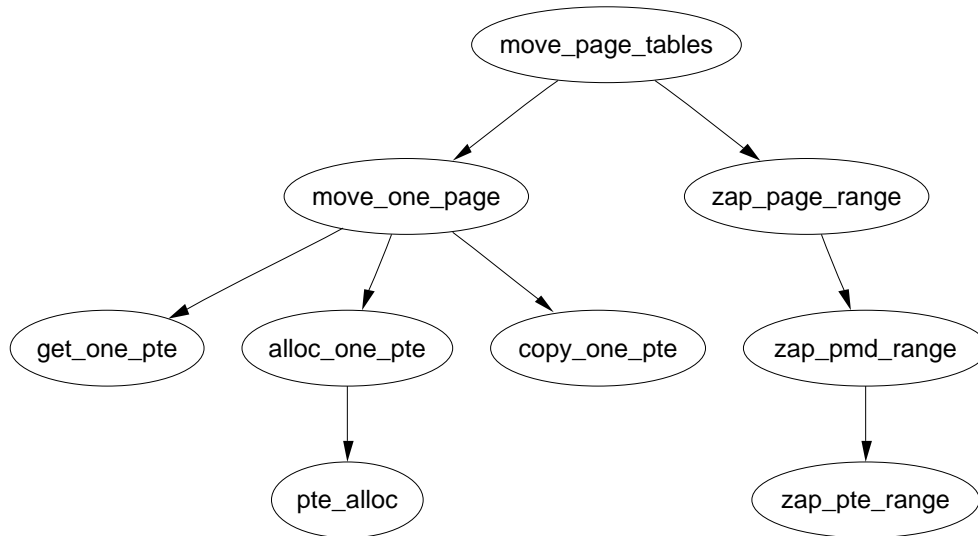 move_page_tables
move_one_page
zap_page_range
get_one_pte
alloc_one_pte
copy_one_pte
zap_pmd_range
pte_alloc
zap_pte_range